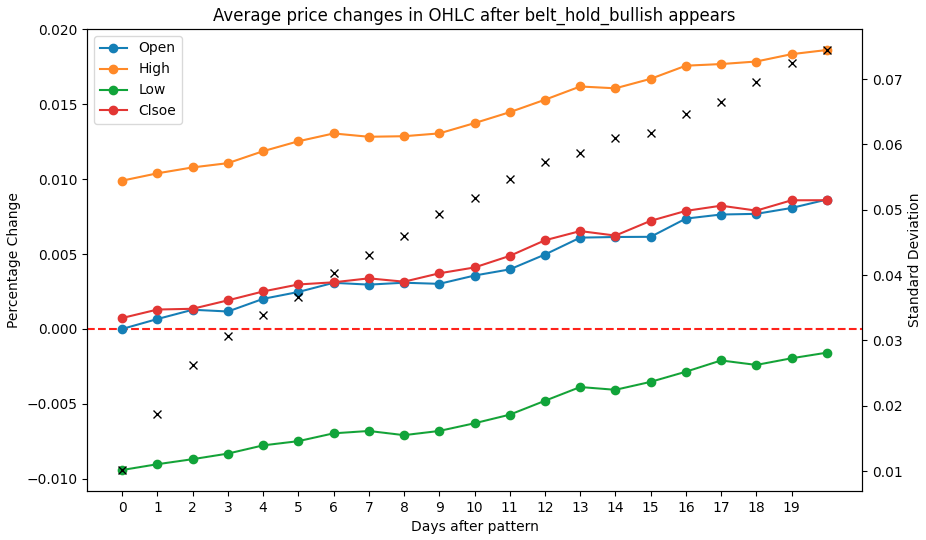 Average price changes in OHLC after belt_hold_bullish appears
Open
High
Low
Clsoe
Percentage Change
0.020
0.015
0.010
0.005
0.000
−0.005
−0.010
Standard Deviation
0.07
0.06
0.05
0.04
0.03
0.02
0.01
0 1 2 3 4 5 6 7 8 9 10 11 12 13 14 15 16 17 18 19
Days after pattern